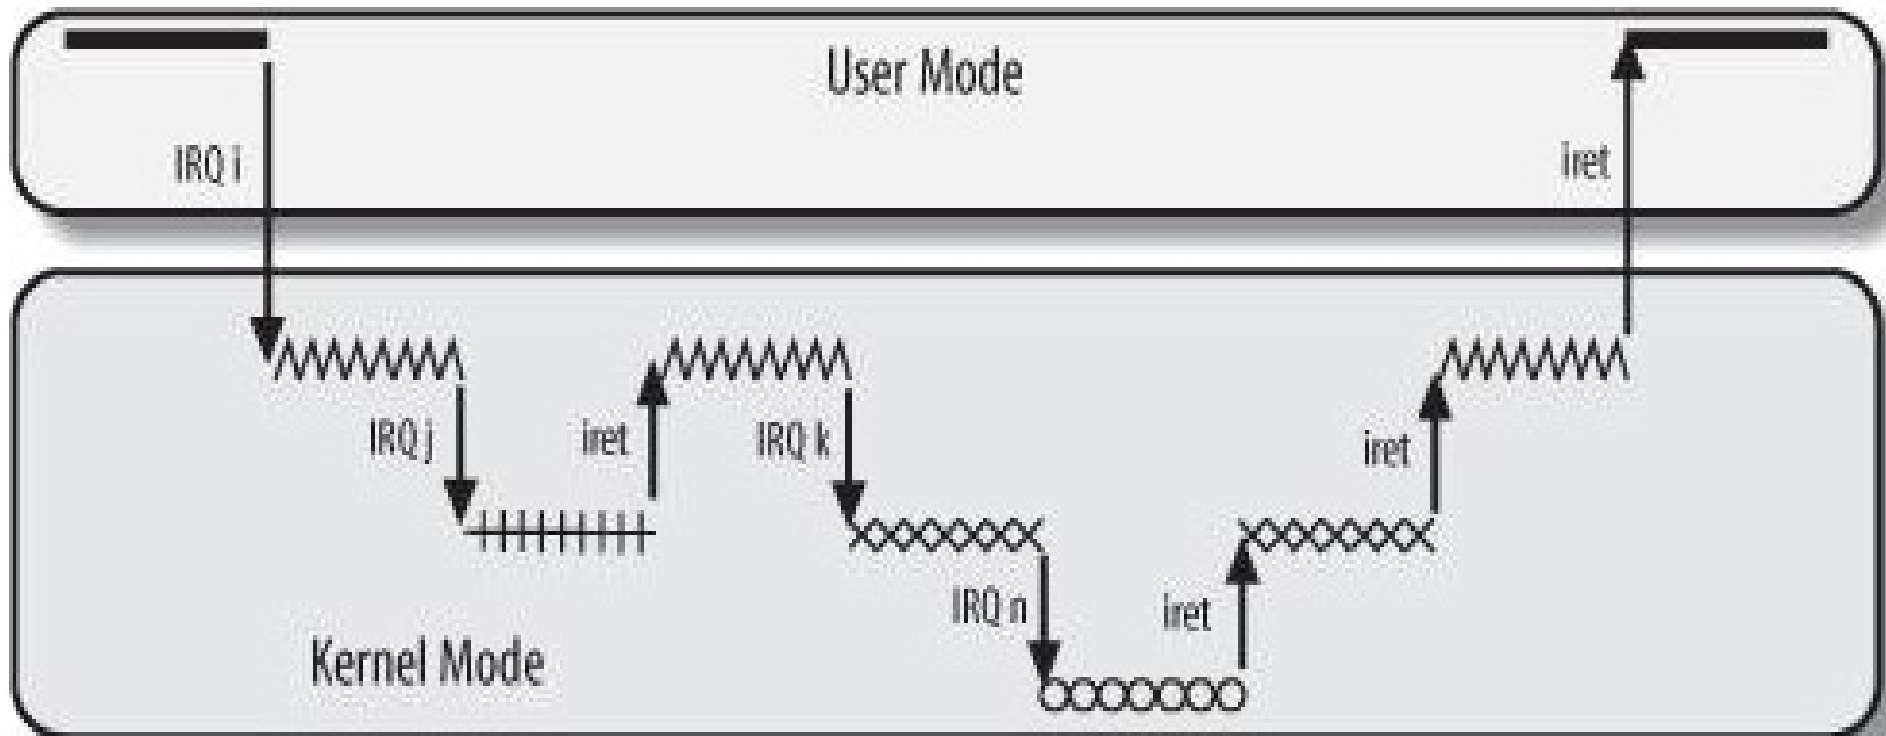 User Mode
IRQ i
iret
IRQ j
iret
IRQ k
iret
IRQ n
iret
Kernel Mode